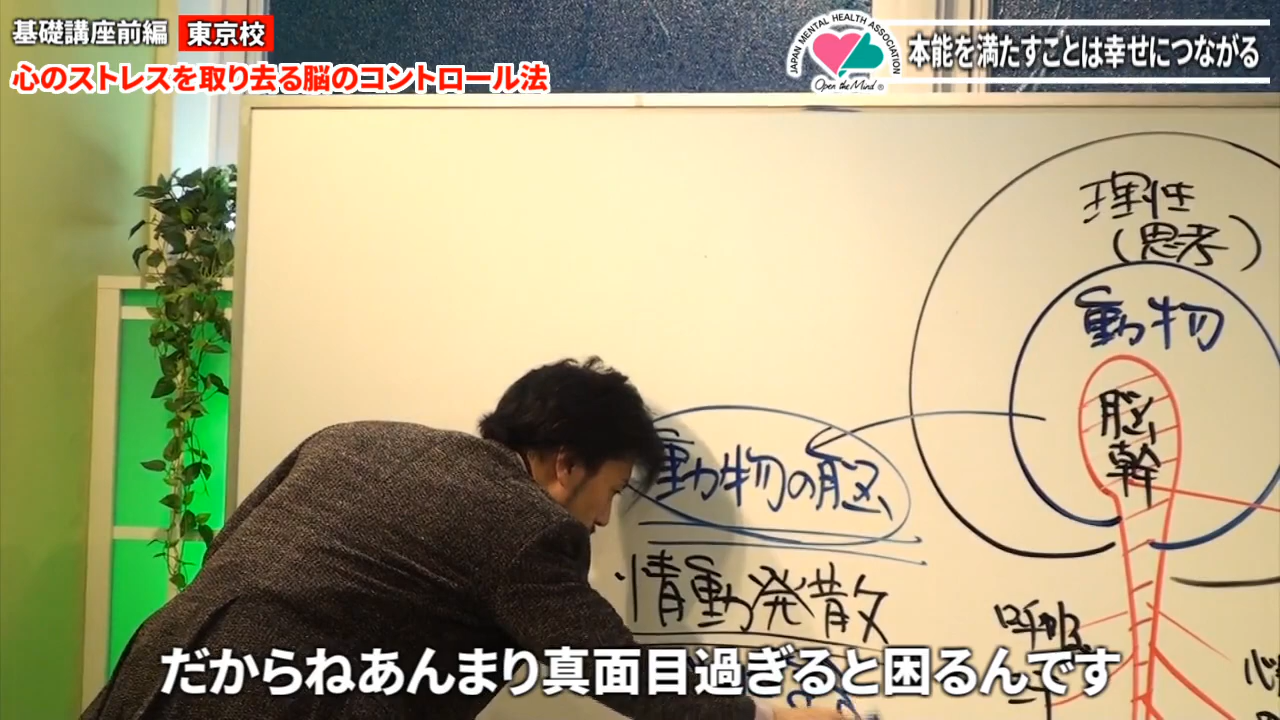 基礎講座前編 東京校
心のストレスを取り去る脳のコントロール法
JAPAN MENTAL HEALTH ASSOCIATION
Open the Mind ®
本能を満たすことは幸せにつながる
理性
(思考)
動物
脳幹
動物の脳
情動発散
呼吸
だからねあんまり真面目過ぎると困るんです